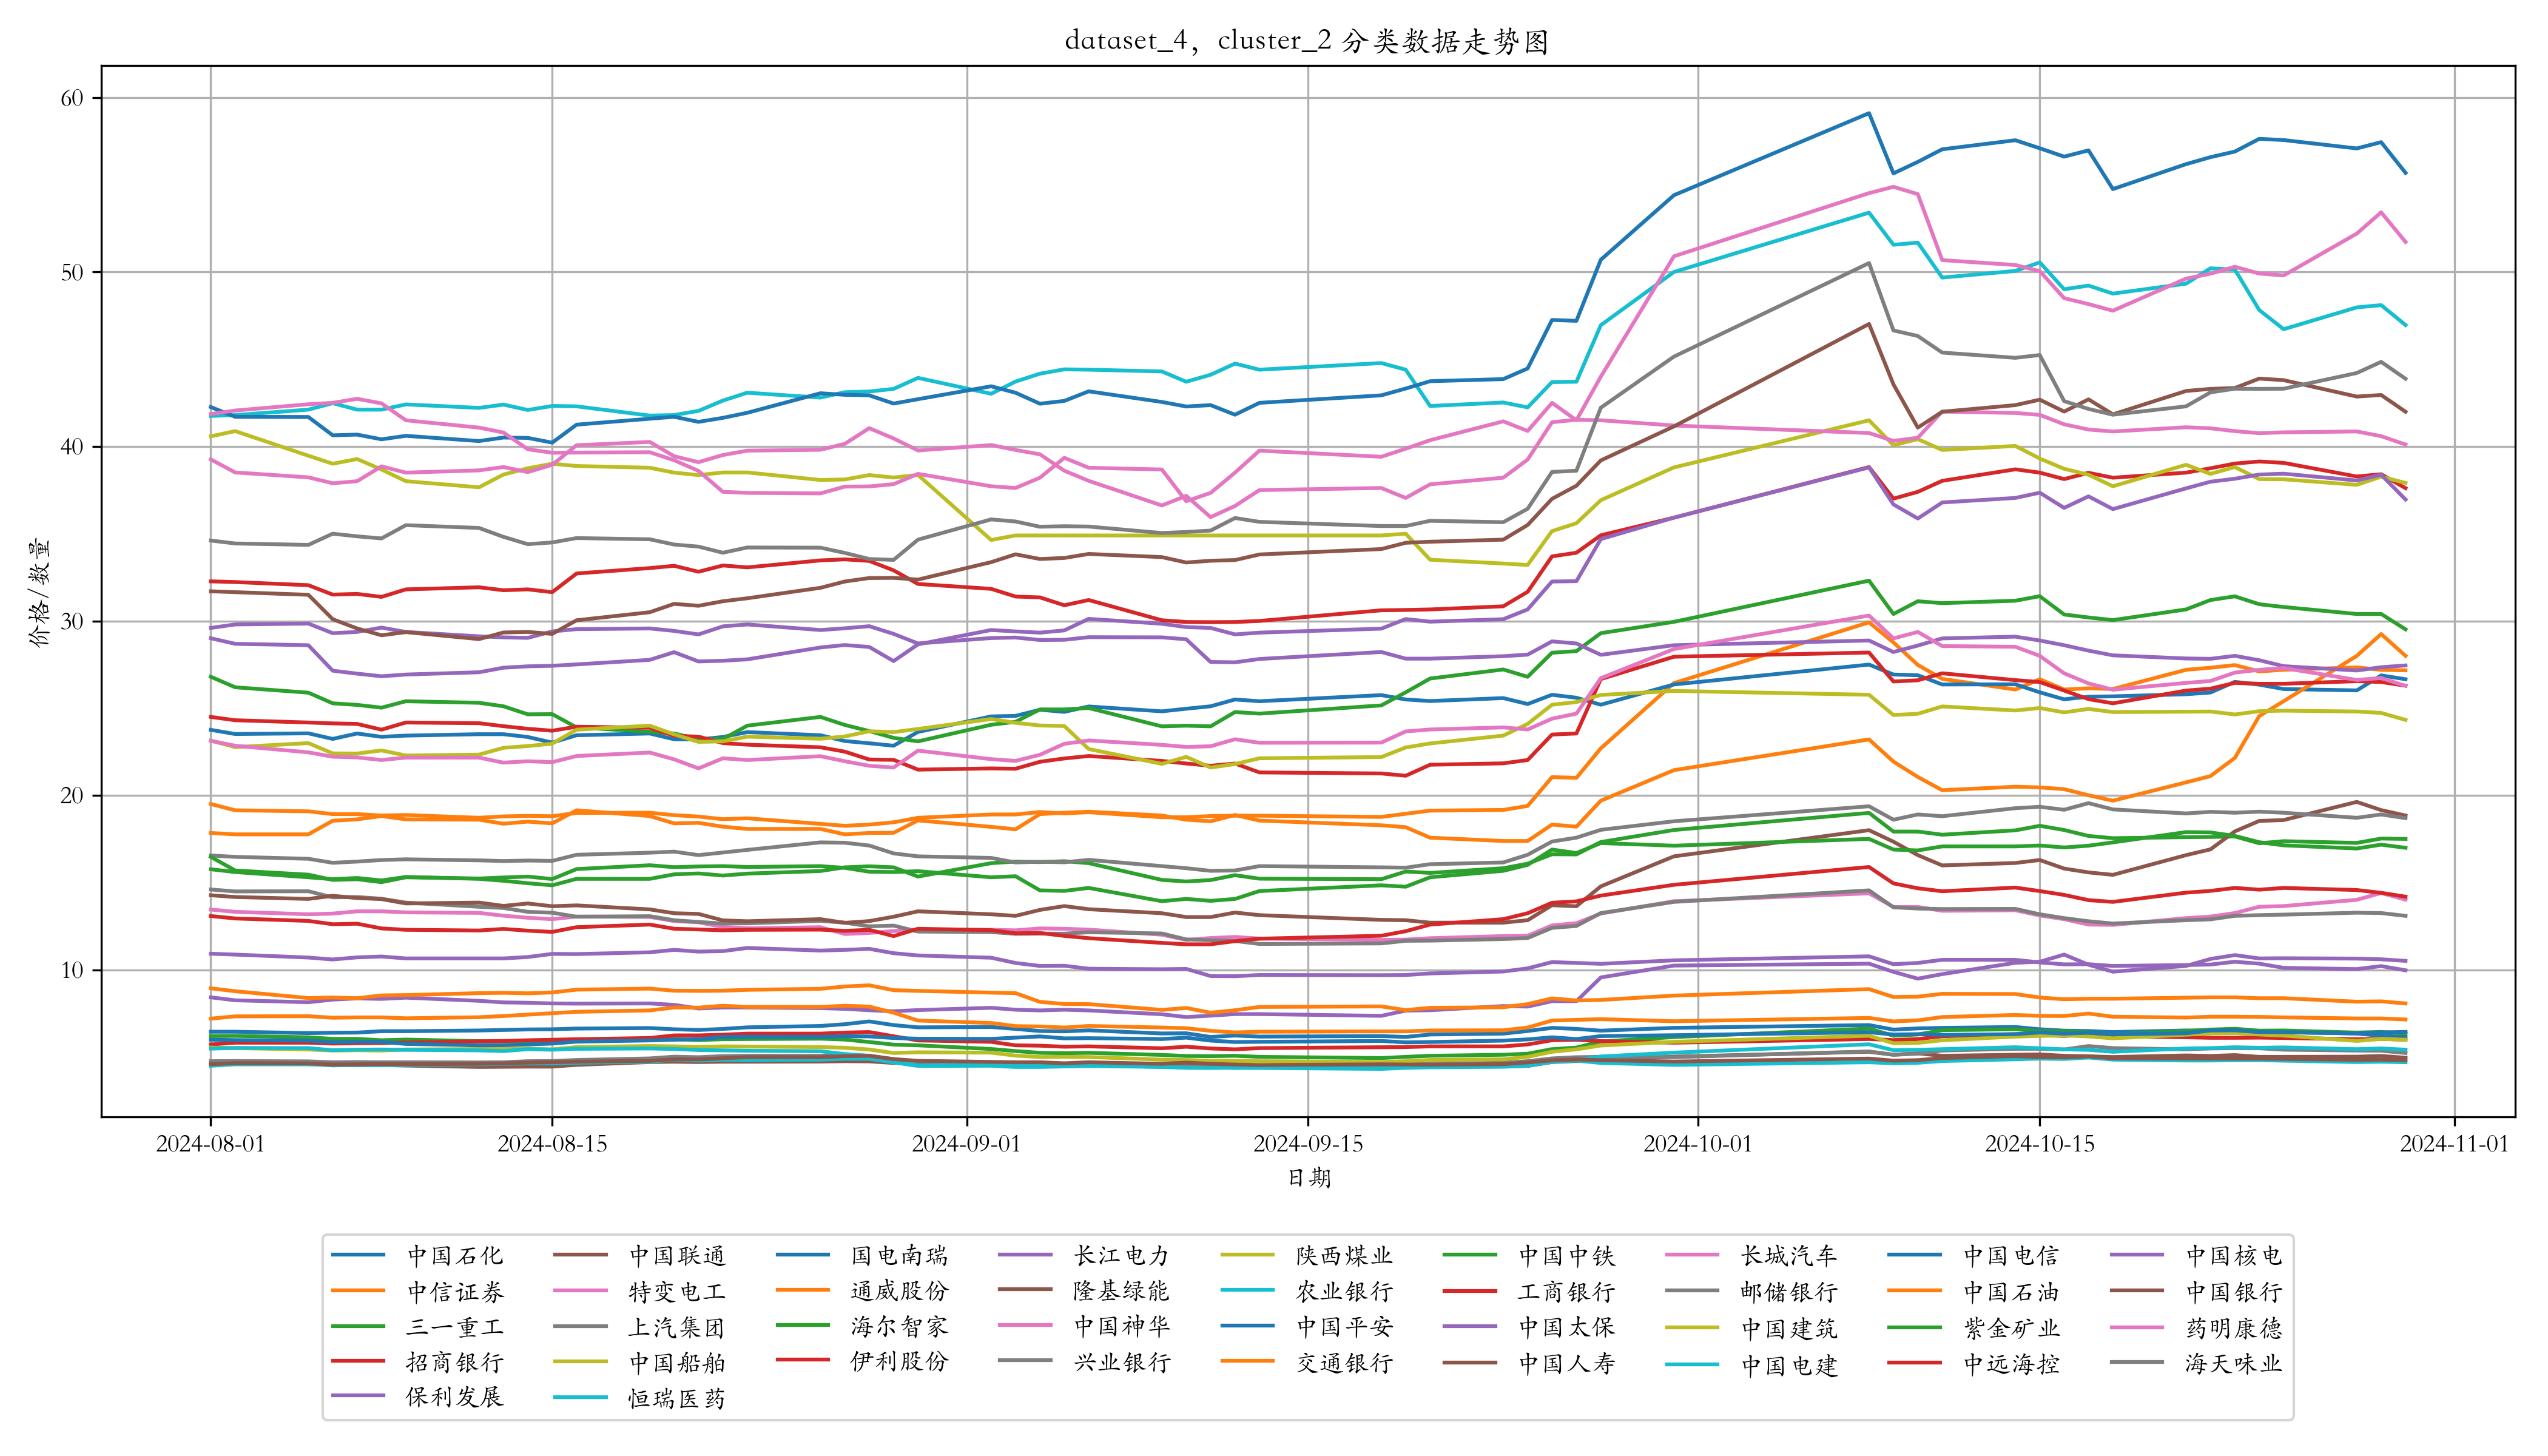 dataset_4，cluster_2 分类数据走势图
价格/数量
60
50
40
30
20
10
2024-08-01 2024-08-15 2024-09-01 2024-09-15 2024-10-01 2024-10-15 2024-11-01
日期
中国石化 中国联通 国电南瑞 长江电力 陕西煤业 中国中铁 长城汽车 中国电信 中国核电
中信证券 特变电工 通威股份 隆基绿能 农业银行 工商银行 邮储银行 中国石油 中国银行
三一重工 上汽集团 海尔智家 中国神华 中国平安 中国太保 中国建筑 紫金矿业 药明康德
招商银行 中国船舶 伊利股份 兴业银行 交通银行 中国人寿 中国电建 中远海控 海天味业
保利发展 恒瑞医药